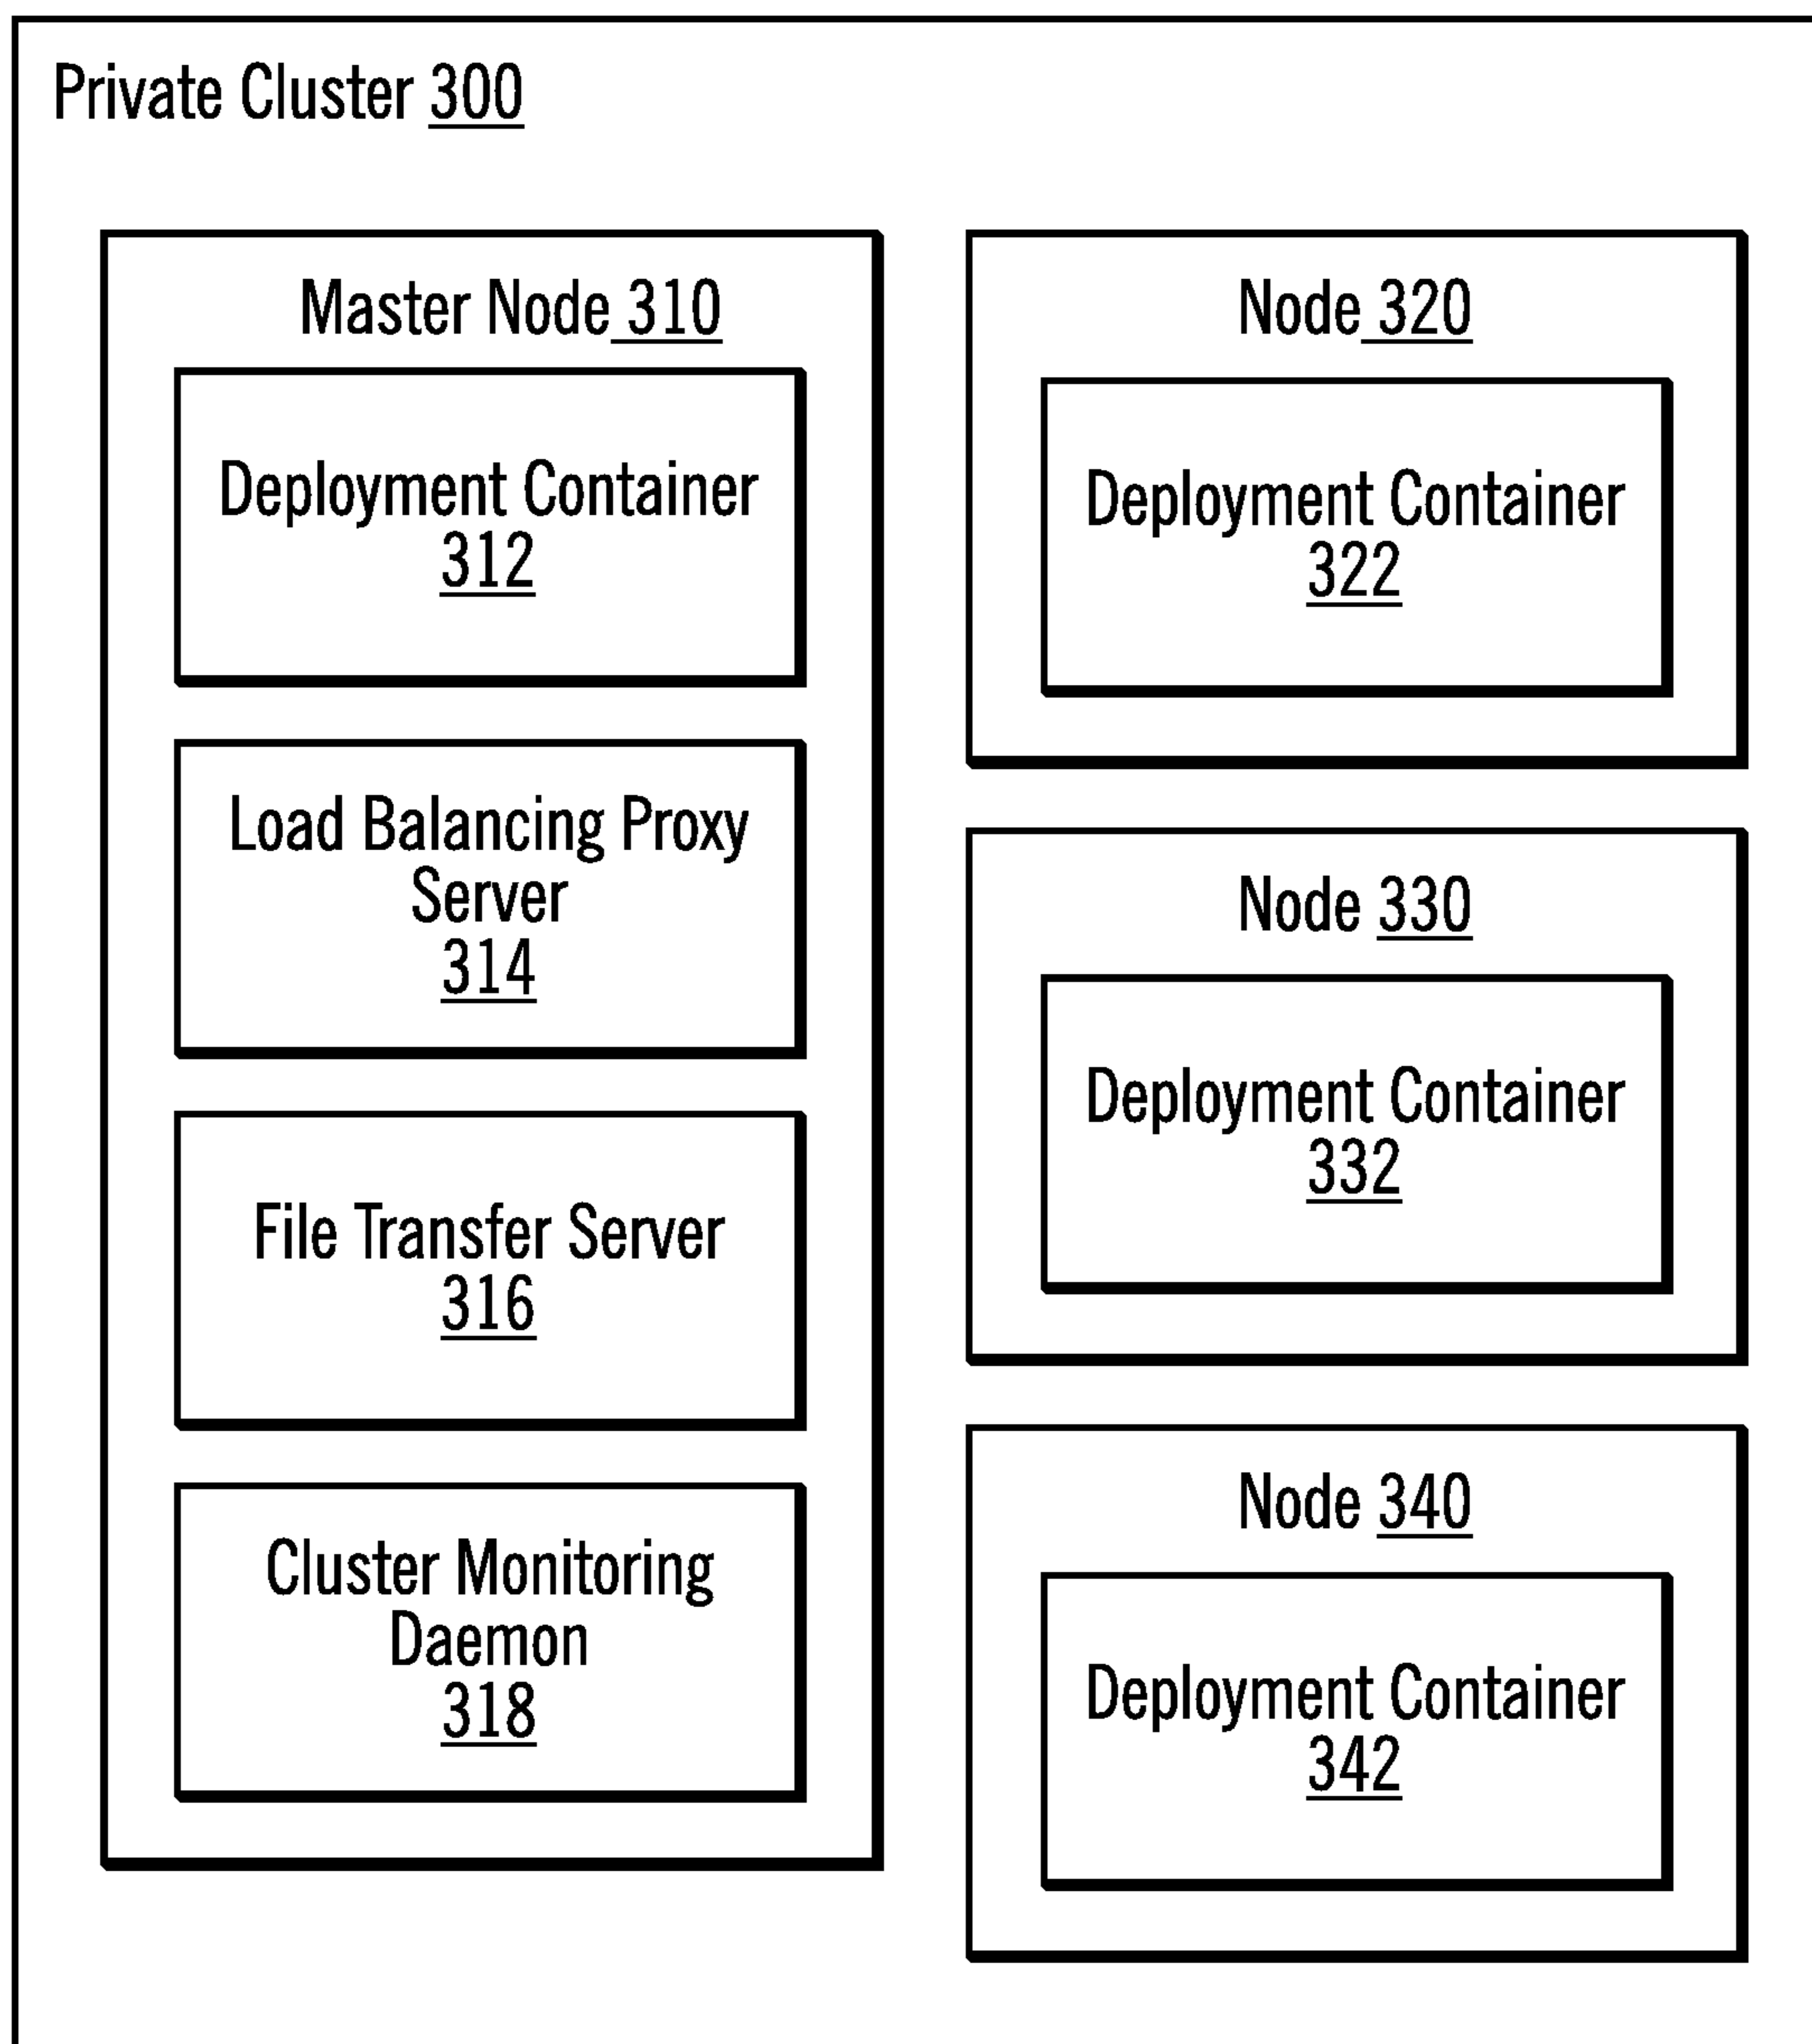 Private Cluster 300
Master Node 310
Deployment Container
312
Load Balancing Proxy
Server
314
File Transfer Server
316
Cluster Monitoring
Daemon
318
Node 320
Deployment Container
322
Node 330
Deployment Container
332
Node 340
Deployment Container
342